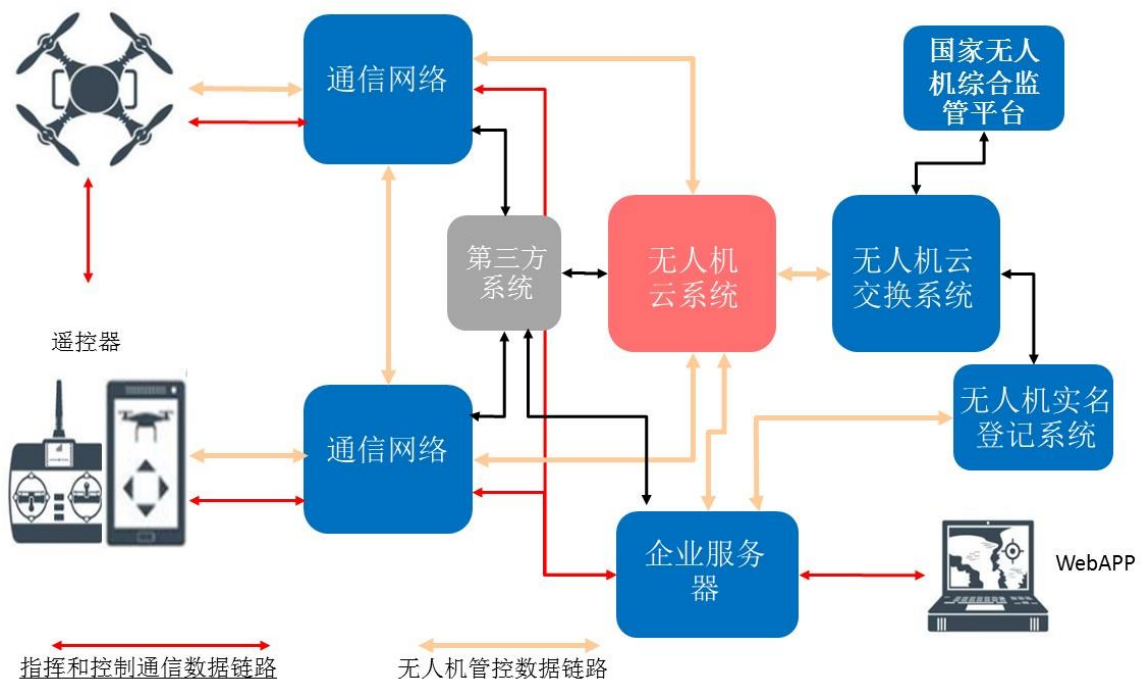 通信网络
国家无人
机综合监
管平台
第三方
系统
无人机
云系统
无人机云
交换系统
遥控器
通信网络
无人机实名
登记系统
企业服务
器
WebAPP
指挥和控制通信数据链路
无人机管控数据链路